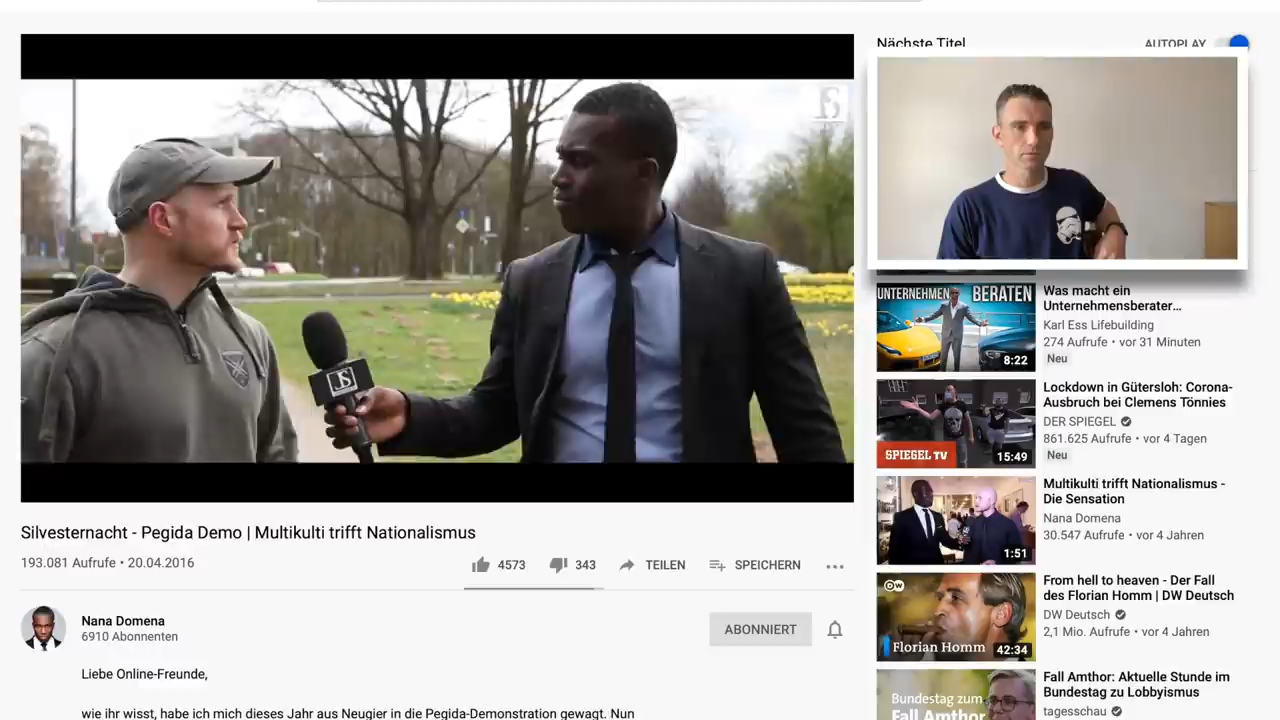 Nächste Titel
AUTOPLAY
JS
JS
Silvesternacht - Pegida Demo | Multikulti trifft Nationalismus
193.081 Aufrufe • 20.04.2016
4573
343
TEILEN
SPEICHERN
Nana Domena
6910 Abonnenten
ABONNIERT
Liebe Online-Freunde,
wie ihr wisst, habe ich mich dieses Jahr aus Neugier in die Pegida-Demonstration gewagt. Nun
UNTERNEHMEN BERATEN
8:22
Was macht ein
Unternehmensberater…
Karl Ess Lifebuilding
274 Aufrufe • vor 31 Minuten
Neu
SPIEGEL TV
15:49
Lockdown in Gütersloh: Corona-
Ausbruch bei Clemens Tönnies
DER SPIEGEL
861.625 Aufrufe • vor 4 Tagen
Neu
1:51
Multikulti trifft Nationalismus -
Die Sensation
Nana Domena
30.547 Aufrufe • vor 4 Jahren
DW
Florian Homm
42:34
From hell to heaven - Der Fall
des Florian Homm | DW Deutsch
DW Deutsch
2,1 Mio. Aufrufe • vor 4 Jahren
Bundestag zum
Fall Amthor
Fall Amthor: Aktuelle Stunde im
Bundestag zu Lobbyismus
tagesschau